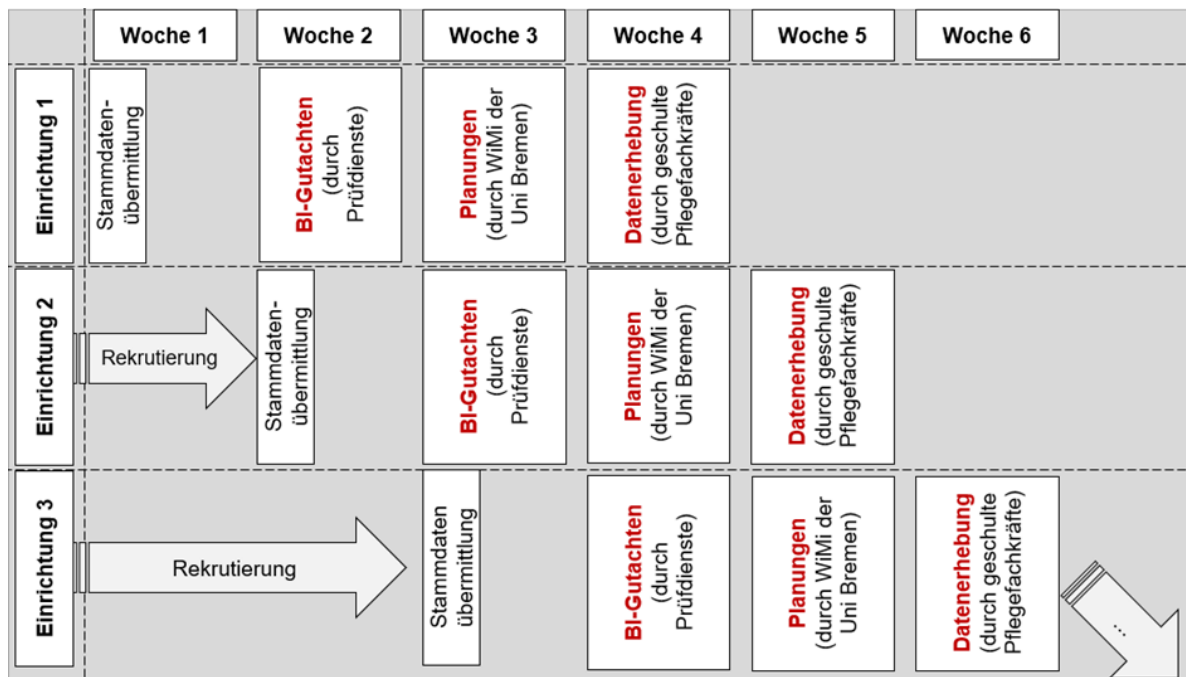 Woche 1
Woche 2
Woche 3
Woche 4
Woche 5
Woche 6
Einrichtung 1
Stammdaten-
übermittlung
BI-Gutachten
(durch
Prüfdienste)
Planungen
(durch WiMi der
Uni Bremen)
Datenerhebung
(durch geschulte
Pflegefachkräfte)
Einrichtung 2
Rekrutierung
Stammdaten-
übermittlung
BI-Gutachten
(durch
Prüfdienste)
Planungen
(durch WiMi der
Uni Bremen)
Datenerhebung
(durch geschulte
Pflegefachkräfte)
Einrichtung 3
Rekrutierung
Stammdaten
übermittlung
BI-Gutachten
(durch
Prüfdienste)
Planungen
(durch WiMi der
Uni Bremen)
Datenerhebung
(durch geschulte
Pflegefachkräfte)
...